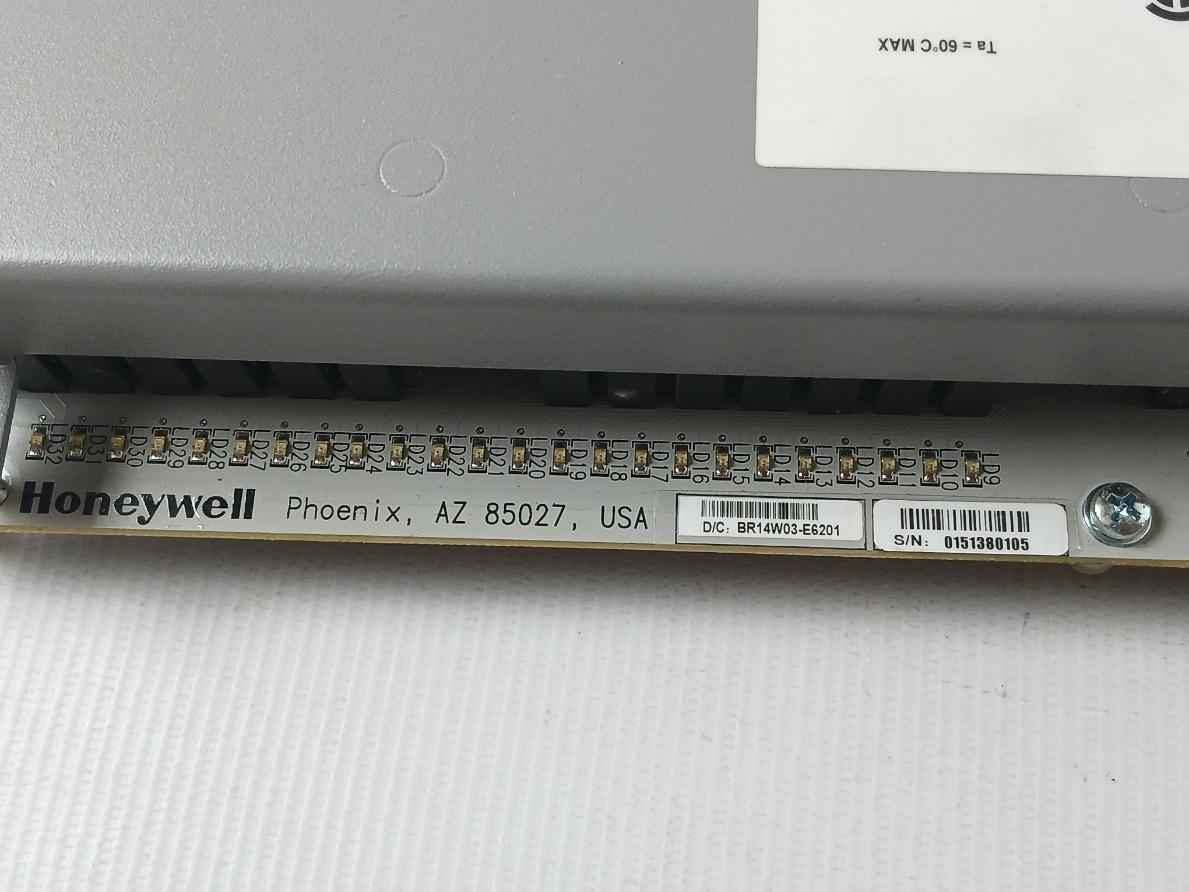 Ta = 60°C MAX
LD32 LD31 LD30 LD29 LD28 LD27 LD26 LD25 LD24 LD23 LD22 LD21 LD20 LD19 LD18 LD17 LD16 LD15 LD14 LD13 LD12 LD11 LD10 LD9
Honeywell Phoenix, AZ 85027, USA
D/C: BR14W03-E6201
S/N: 0151380105